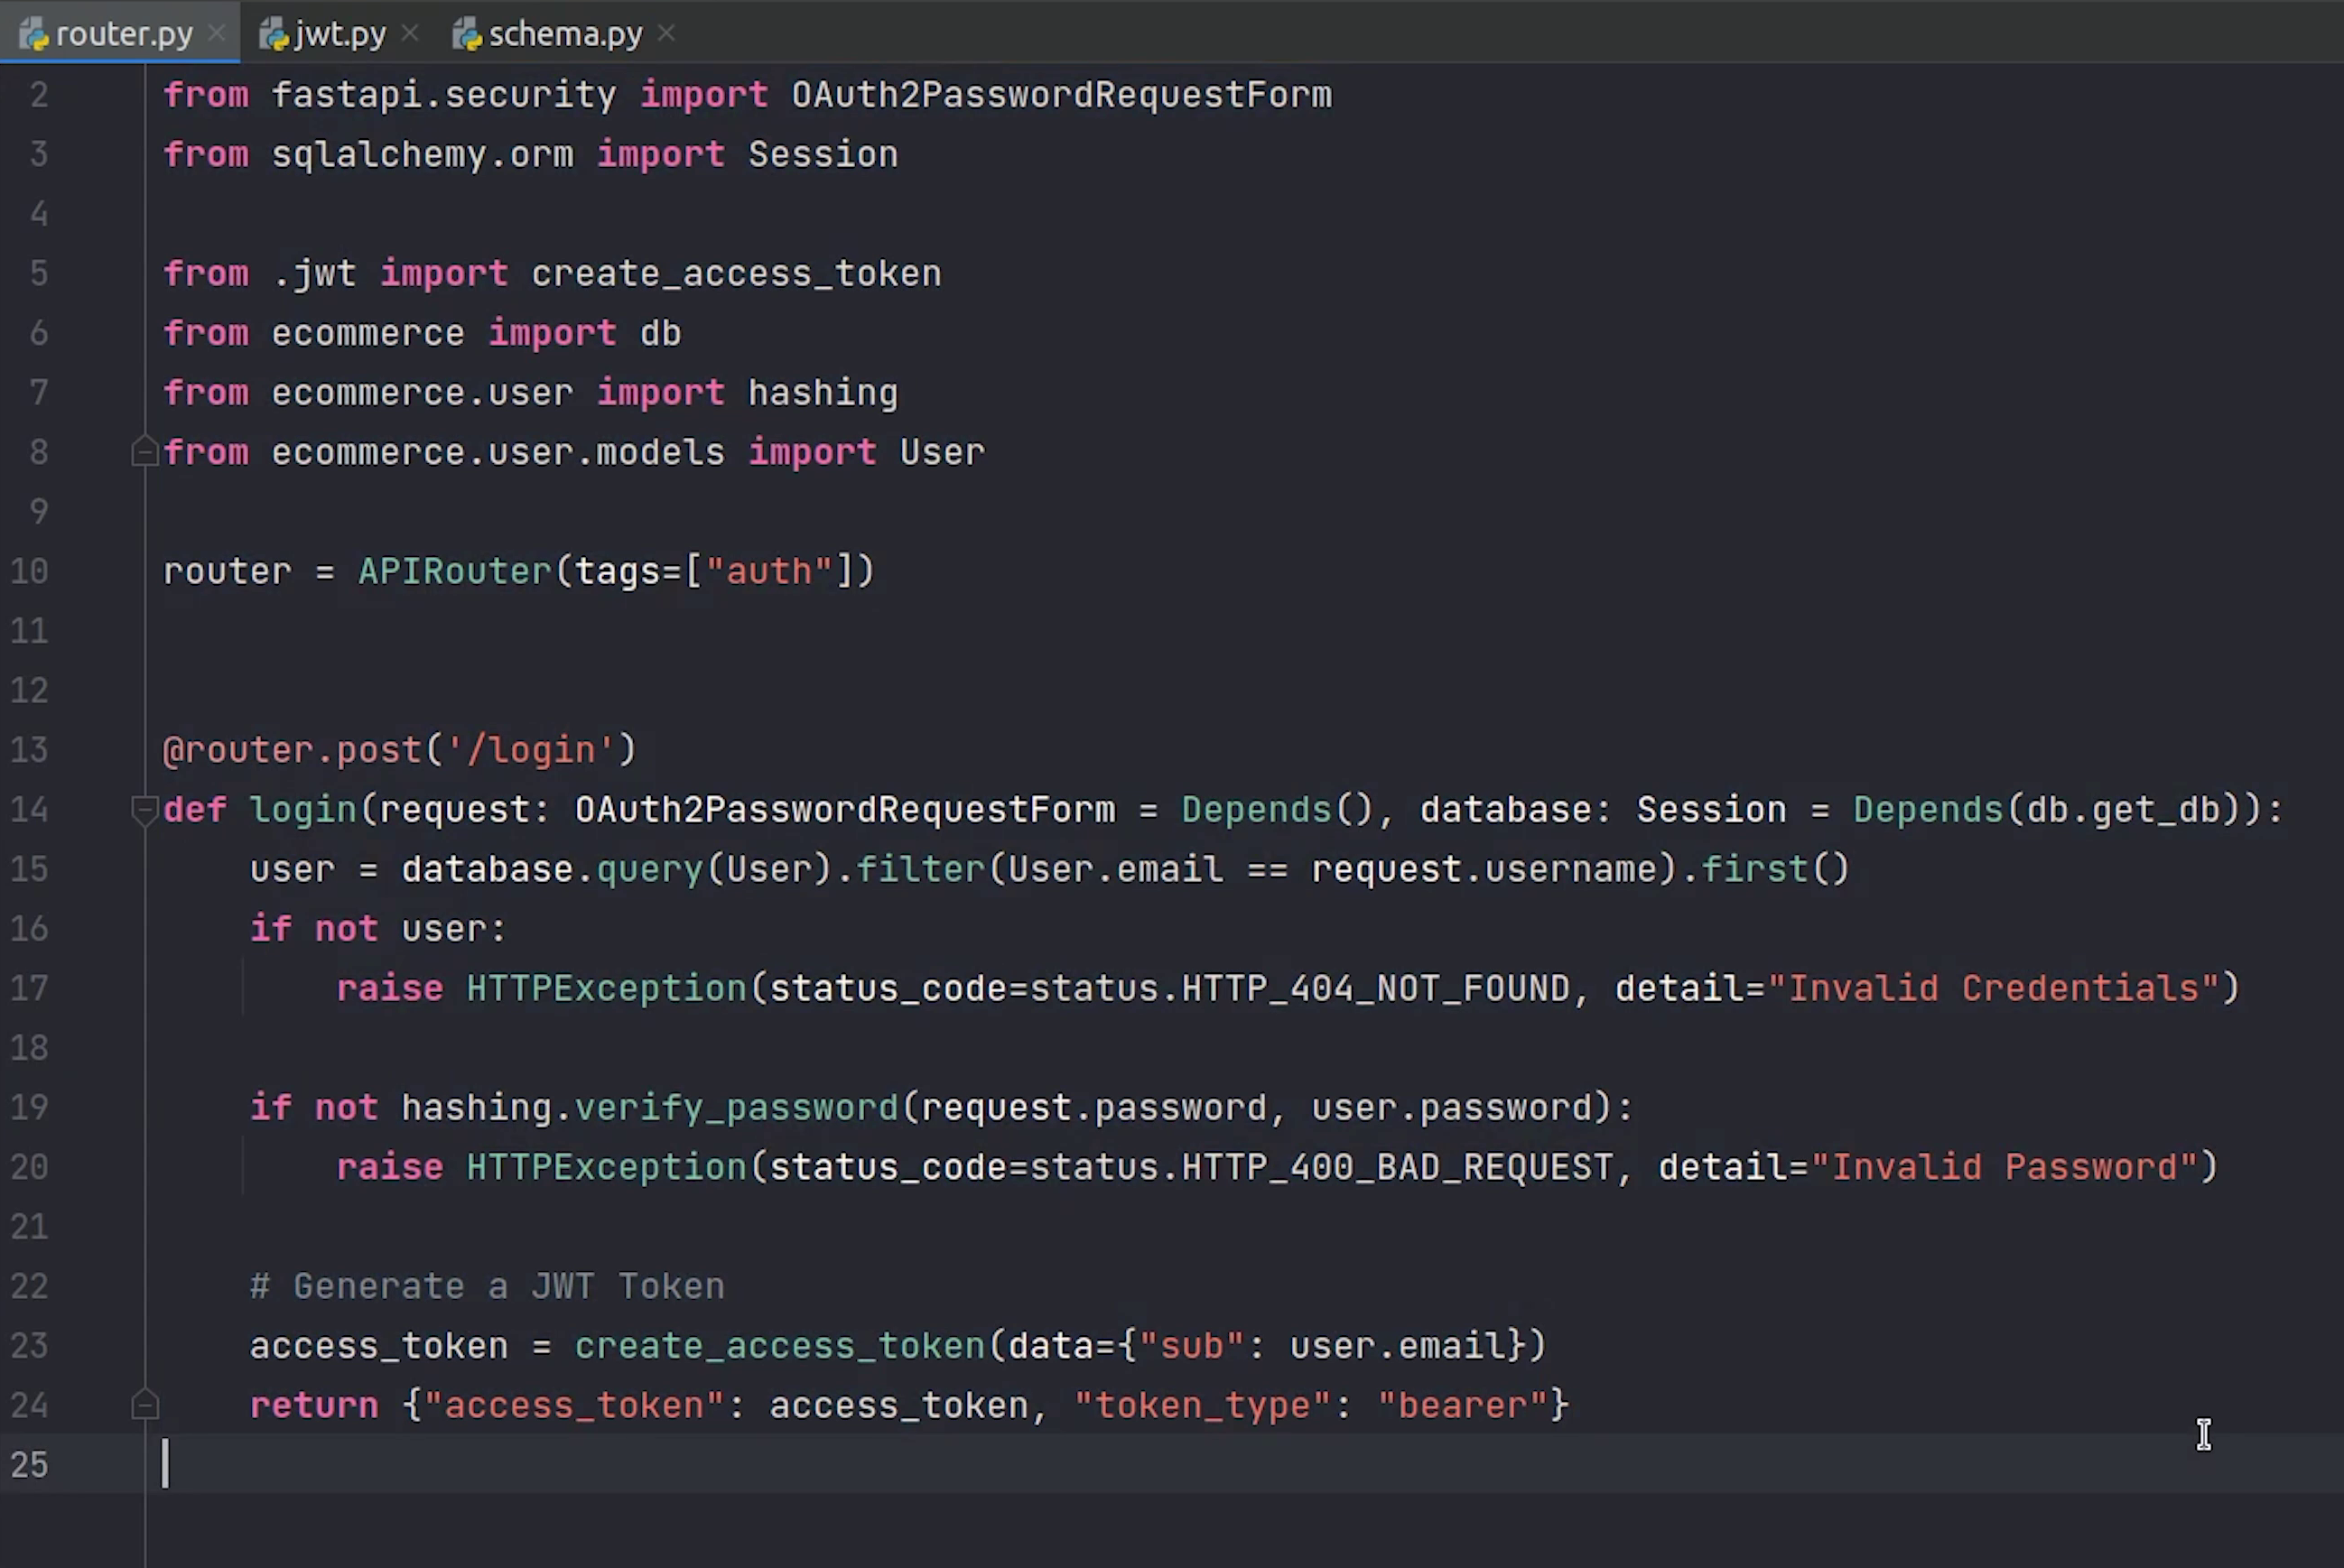 router.py jwt.py schema.py
2 from fastapi.security import OAuth2PasswordRequestForm
3 from sqlalchemy.orm import Session
4
5 from .jwt import create_access_token
6 from ecommerce import db
7 from ecommerce.user import hashing
8 from ecommerce.user.models import User
9
10 router = APIRouter(tags=["auth"])
11
12
13 @router.post('/login')
14 def login(request: OAuth2PasswordRequestForm = Depends(), database: Session = Depends(db.get_db)):
15     user = database.query(User).filter(User.email == request.username).first()
16     if not user:
17         raise HTTPException(status_code=status.HTTP_404_NOT_FOUND, detail="Invalid Credentials")
18
19     if not hashing.verify_password(request.password, user.password):
20         raise HTTPException(status_code=status.HTTP_400_BAD_REQUEST, detail="Invalid Password")
21
22     # Generate a JWT Token
23     access_token = create_access_token(data={"sub": user.email})
24     return {"access_token": access_token, "token_type": "bearer"}
25